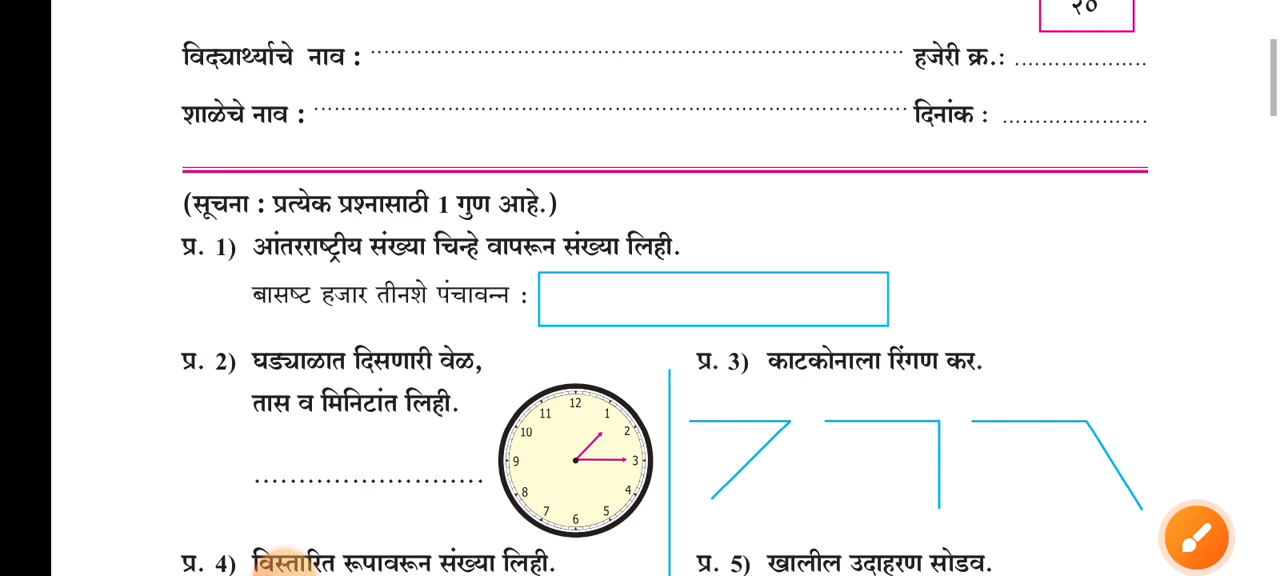 २०
विद्यार्थ्याचे नाव : ........................................ हजेरी क्र.: ....................
शाळेचे नाव : ........................................ दिनांक : ......................
(सूचना : प्रत्येक प्रश्नासाठी 1 गुण आहे.)
प्र. 1) आंतरराष्ट्रीय संख्या चिन्हे वापरून संख्या लिही.
बासष्ट हजार तीनशे पंचावन्न :
प्र. 2) घड्याळात दिसणारी वेळ,
तास व मिनिटांत लिही.
..........................
12
1
2
3
4
5
6
7
8
9
10
11
प्र. 3) काटकोनाला रिंगण कर.
प्र. 4) विस्तारित रूपावरून संख्या लिही.
प्र. 5) खालील उदाहरण सोडव.